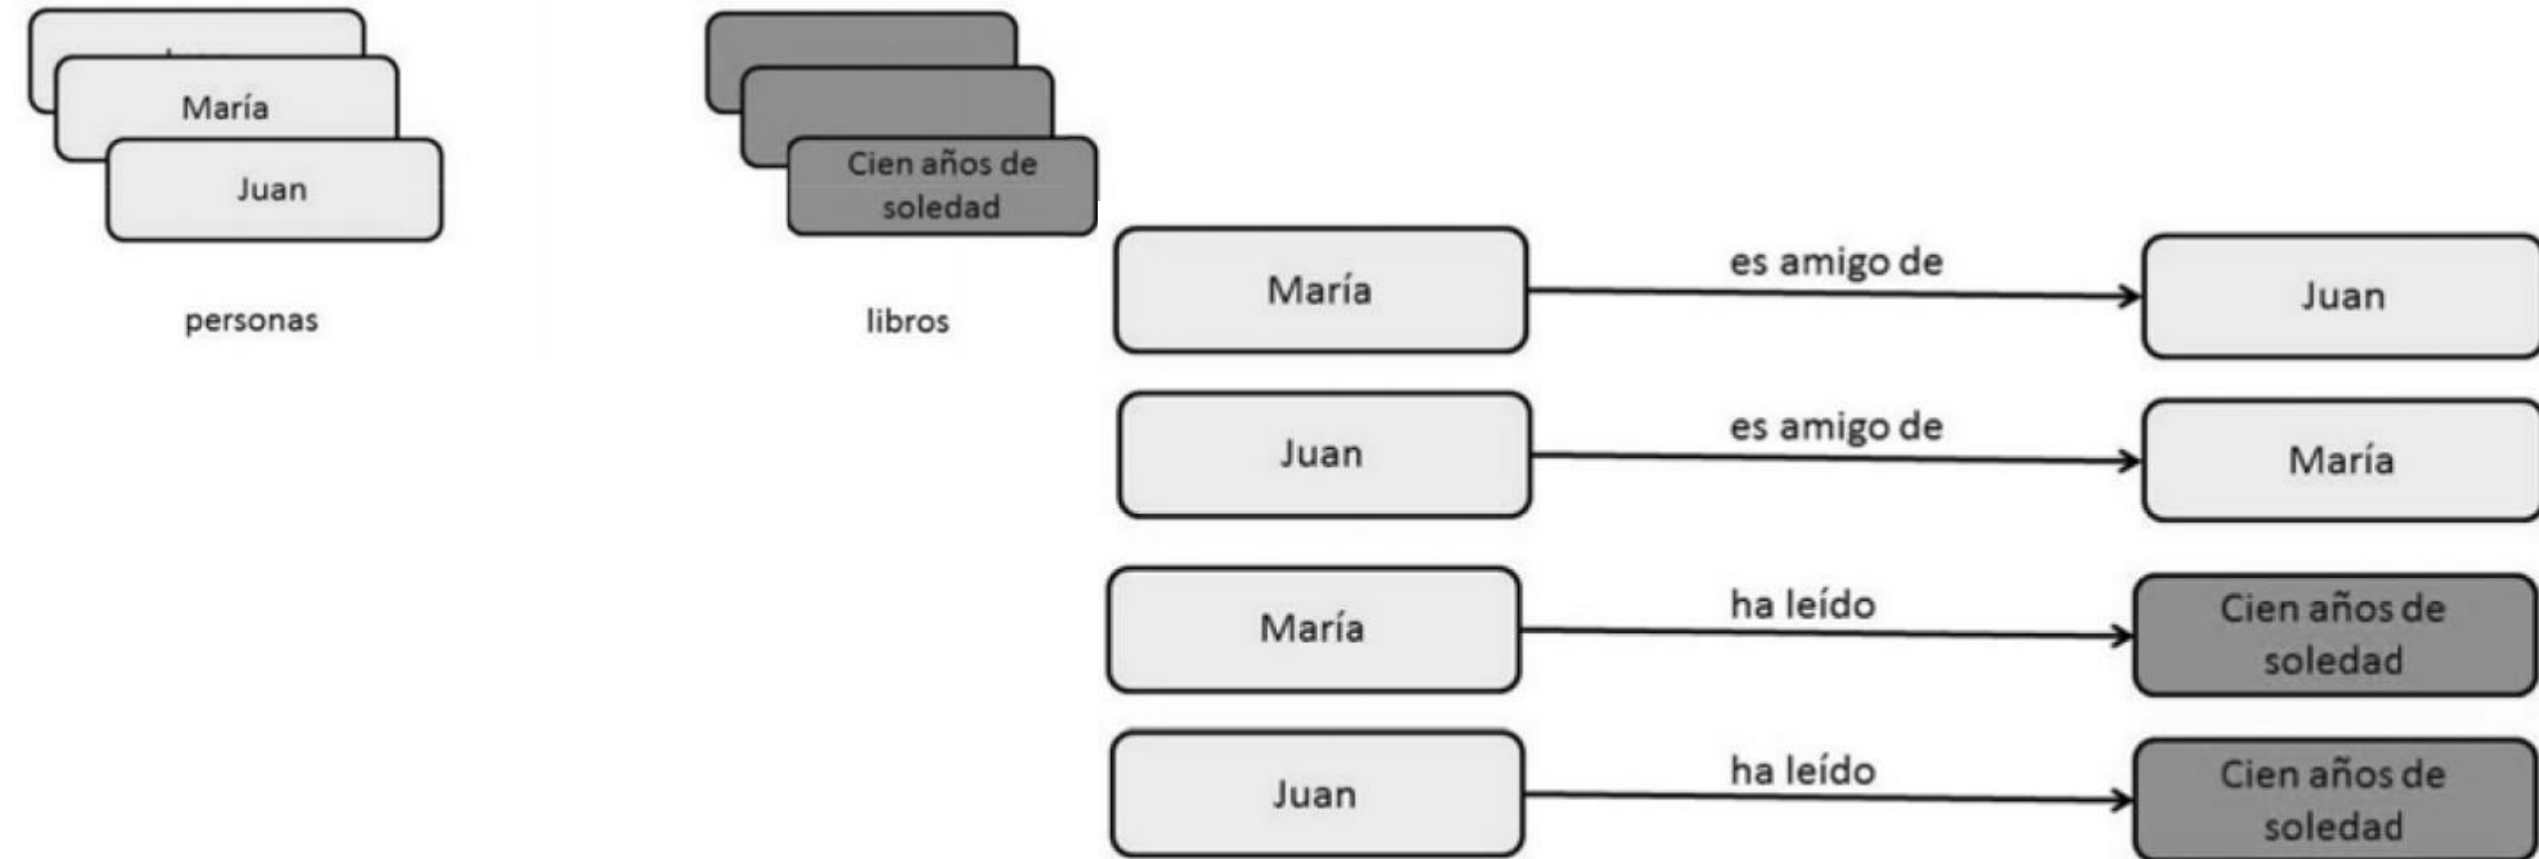 María
Juan
personas
Cien años de
soledad
libros
María
es amigo de
Juan
Juan
es amigo de
María
María
ha leído
Cien años de
soledad
Juan
ha leído
Cien años de
soledad